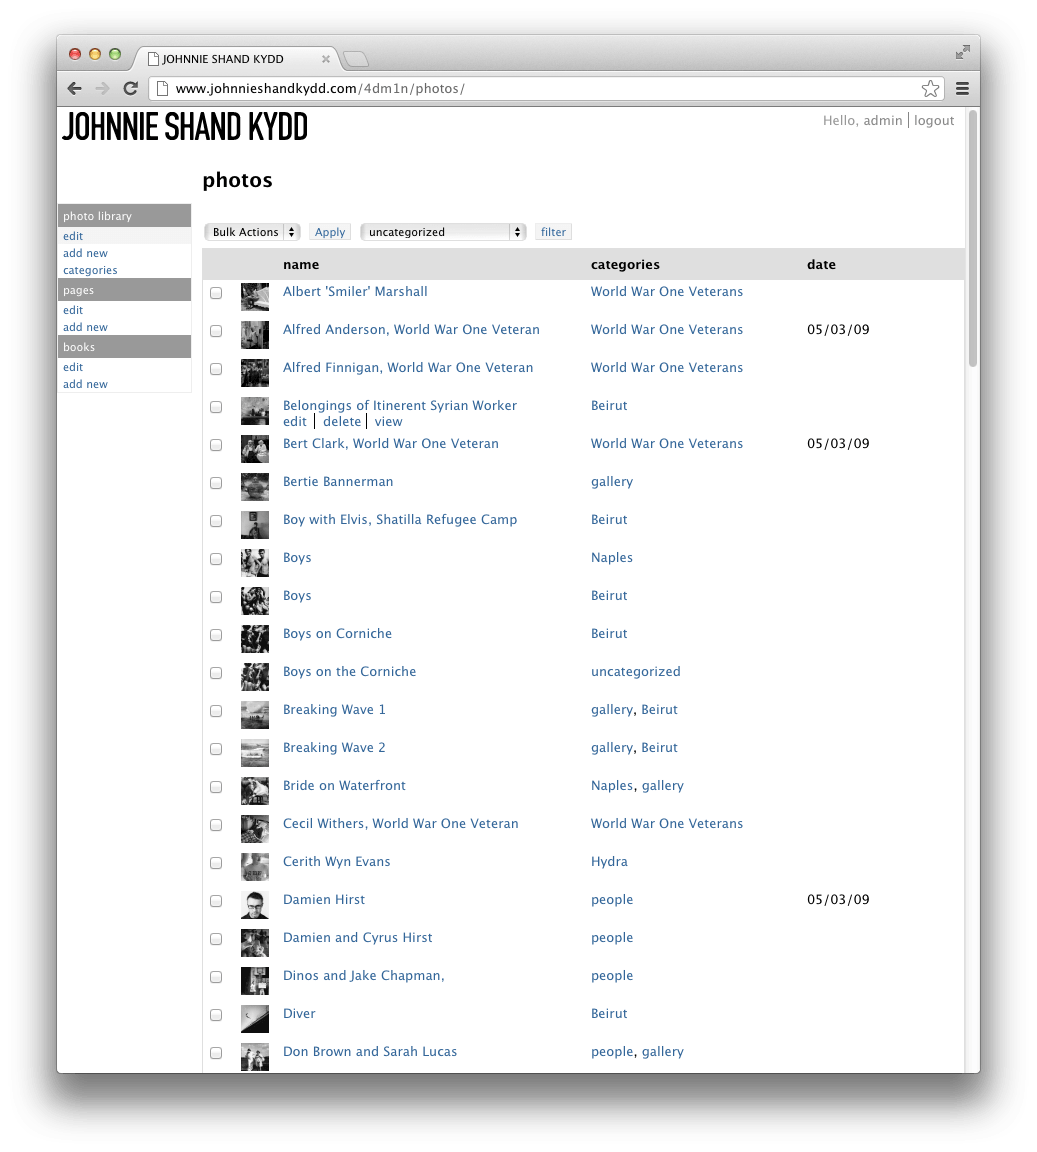 JOHNNIE SHAND KYDD
www.johnnieshandkydd.com/4dm1n/photos/
JOHNNIE SHAND KYDD
Hello, admin | logout
photos
photo library
edit
add new
categories
pages
edit
add new
books
edit
add new
Bulk Actions Apply uncategorized filter
name categories date
Albert 'Smiler' Marshall World War One Veterans
Alfred Anderson, World War One Veteran World War One Veterans 05/03/09
Alfred Finnigan, World War One Veteran World War One Veterans
Belongings of Itinerent Syrian Worker Beirut
edit | delete | view
Bert Clark, World War One Veteran World War One Veterans 05/03/09
Bertie Bannerman gallery
Boy with Elvis, Shatilla Refugee Camp Beirut
Boys Naples
Boys Beirut
Boys on Corniche Beirut
Boys on the Corniche uncategorized
Breaking Wave 1 gallery, Beirut
Breaking Wave 2 gallery, Beirut
Bride on Waterfront Naples, gallery
Cecil Withers, World War One Veteran World War One Veterans
Cerith Wyn Evans Hydra
Damien Hirst people 05/03/09
Damien and Cyrus Hirst people
Dinos and Jake Chapman, people
Diver Beirut
Don Brown and Sarah Lucas people, gallery